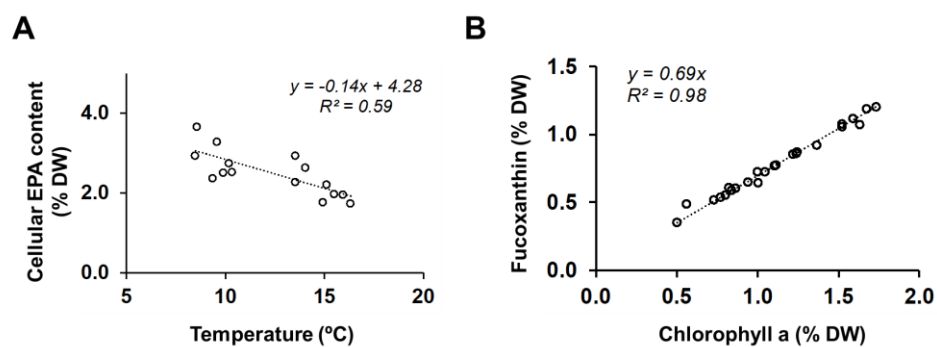 A
Cellular EPA content
(% DW)
4.0
2.0
0.0
y = -0.14x + 4.28
R² = 0.59
5
10
15
20
Temperature (ºC)
B
Fucoxanthin (% DW)
1.5
1.0
0.5
0.0
y = 0.69x
R² = 0.98
0.0
0.5
1.0
1.5
2.0
Chlorophyll a (% DW)